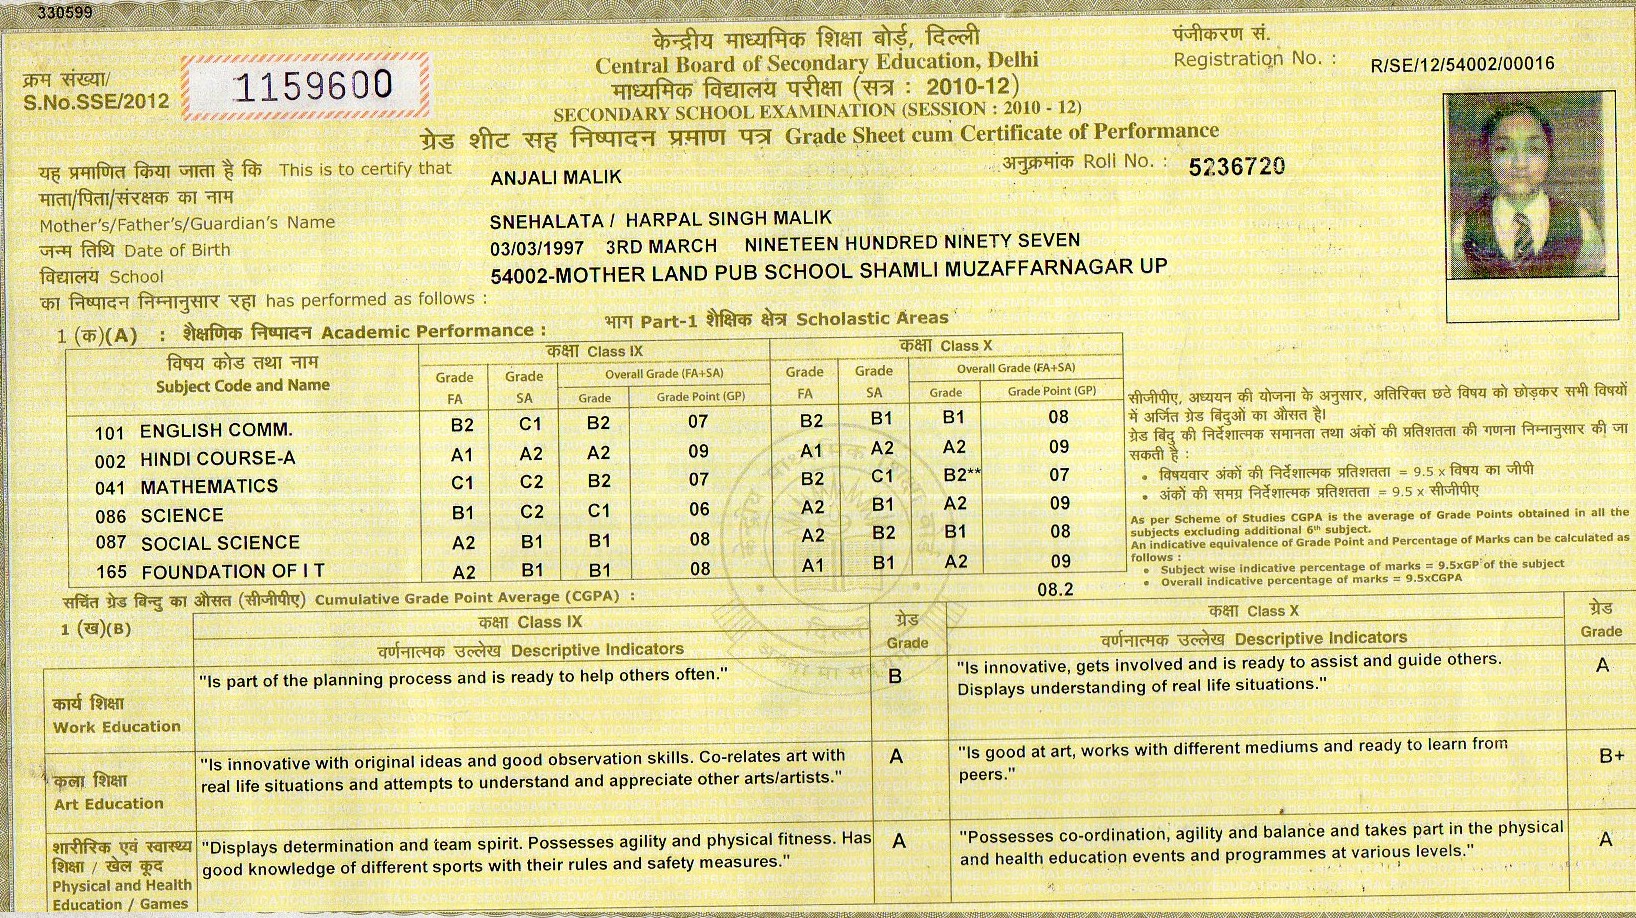 330599
क्रम संख्या/
S.No.SSE/2012
1159600
केन्द्रीय माध्यमिक शिक्षा बोर्ड, दिल्ली
Central Board of Secondary Education, Delhi
माध्यमिक विद्यालय परीक्षा (सत्र : 2010-12)
SECONDARY SCHOOL EXAMINATION (SESSION : 2010 - 12)
ग्रेड शीट सह निष्पादन प्रमाण पत्र Grade Sheet cum Certificate of Performance
पंजीकरण सं.
Registration No. : R/SE/12/54002/00016
अनुक्रमांक Roll No. : 5236720
यह प्रमाणित किया जाता है कि This is to certify that ANJALI MALIK
माता/पिता/संरक्षक का नाम
Mother's/Father's/Guardian's Name SNEHALATA / HARPAL SINGH MALIK
जन्म तिथि Date of Birth 03/03/1997 3RD MARCH NINETEEN HUNDRED NINETY SEVEN
विद्यालय School 54002-MOTHER LAND PUB SCHOOL SHAMLI MUZAFFARNAGAR UP
का निष्पादन निम्नानुसार रहा has performed as follows :
भाग Part-1 शैक्षिक क्षेत्र Scholastic Areas
1 (क)(A) : शैक्षणिक निष्पादन Academic Performance :
विषय कोड तथा नाम
Subject Code and Name
कक्षा Class IX
कक्षा Class X
Grade FA Grade SA Overall Grade (FA+SA) Grade Grade Point (GP)
Grade FA Grade SA Overall Grade (FA+SA) Grade Grade Point (GP)
101 ENGLISH COMM. B2 C1 B2 07 B2 B1 B1 08
002 HINDI COURSE-A A1 A2 A2 09 A1 A2 A2 09
041 MATHEMATICS C1 C2 B2 07 B2 C1 B2** 07
086 SCIENCE B1 C2 C1 06 A2 B1 A2 09
087 SOCIAL SCIENCE A2 B1 B1 08 A2 B2 B1 08
165 FOUNDATION OF I T A2 B1 B1 08 A1 B1 A2 09
संचित ग्रेड बिन्दु का औसत (सीजीपीए) Cumulative Grade Point Average (CGPA) : 08.2
सीजीपीए, अध्ययन की योजना के अनुसार, अतिरिक्त छठे विषय को छोड़कर सभी विषयों
में अर्जित ग्रेड बिंदुओं का औसत है।
ग्रेड बिंदु की निर्देशात्मक समानता तथा अंकों की प्रतिशतता की गणना निम्नानुसार की जा
सकती है :
• विषयवार अंकों की निर्देशात्मक प्रतिशतता = 9.5 x विषय का जीपी
• अंकों की समग्र निर्देशात्मक प्रतिशतता = 9.5 x सीजीपीए
As per Scheme of Studies CGPA is the average of Grade Points obtained in all the
subjects excluding additional 6th subject.
An indicative equivalence of Grade Point and Percentage of Marks can be calculated as
follows :
• Subject wise indicative percentage of marks = 9.5xGP of the subject
• Overall indicative percentage of marks = 9.5xCGPA
1 (ख)(B)
कक्षा Class IX
वर्णनात्मक उल्लेख Descriptive Indicators
ग्रेड
Grade
कक्षा Class X
वर्णनात्मक उल्लेख Descriptive Indicators
ग्रेड
Grade
कार्य शिक्षा
Work Education
"Is part of the planning process and is ready to help others often."
B
"Is innovative, gets involved and is ready to assist and guide others.
Displays understanding of real life situations."
A
कला शिक्षा
Art Education
"Is innovative with original ideas and good observation skills. Co-relates art with
real life situations and attempts to understand and appreciate other arts/artists."
A
"Is good at art, works with different mediums and ready to learn from
peers."
B+
शारीरिक एवं स्वास्थ्य
शिक्षा / खेल कूद
Physical and Health
Education / Games
"Displays determination and team spirit. Possesses agility and physical fitness. Has
good knowledge of different sports with their rules and safety measures."
A
"Possesses co-ordination, agility and balance and takes part in the physical
and health education events and programmes at various levels."
A